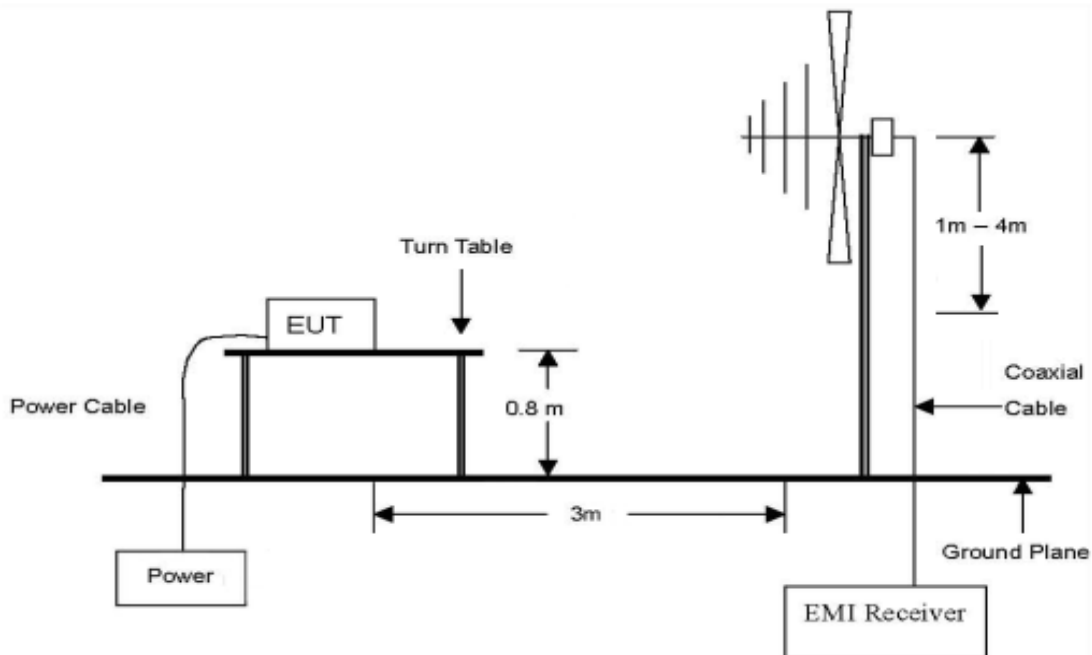 1m – 4m
Turn Table
EUT
Coaxial
Cable
Power Cable
0.8 m
3m
Ground Plane
Power
EMI Receiver